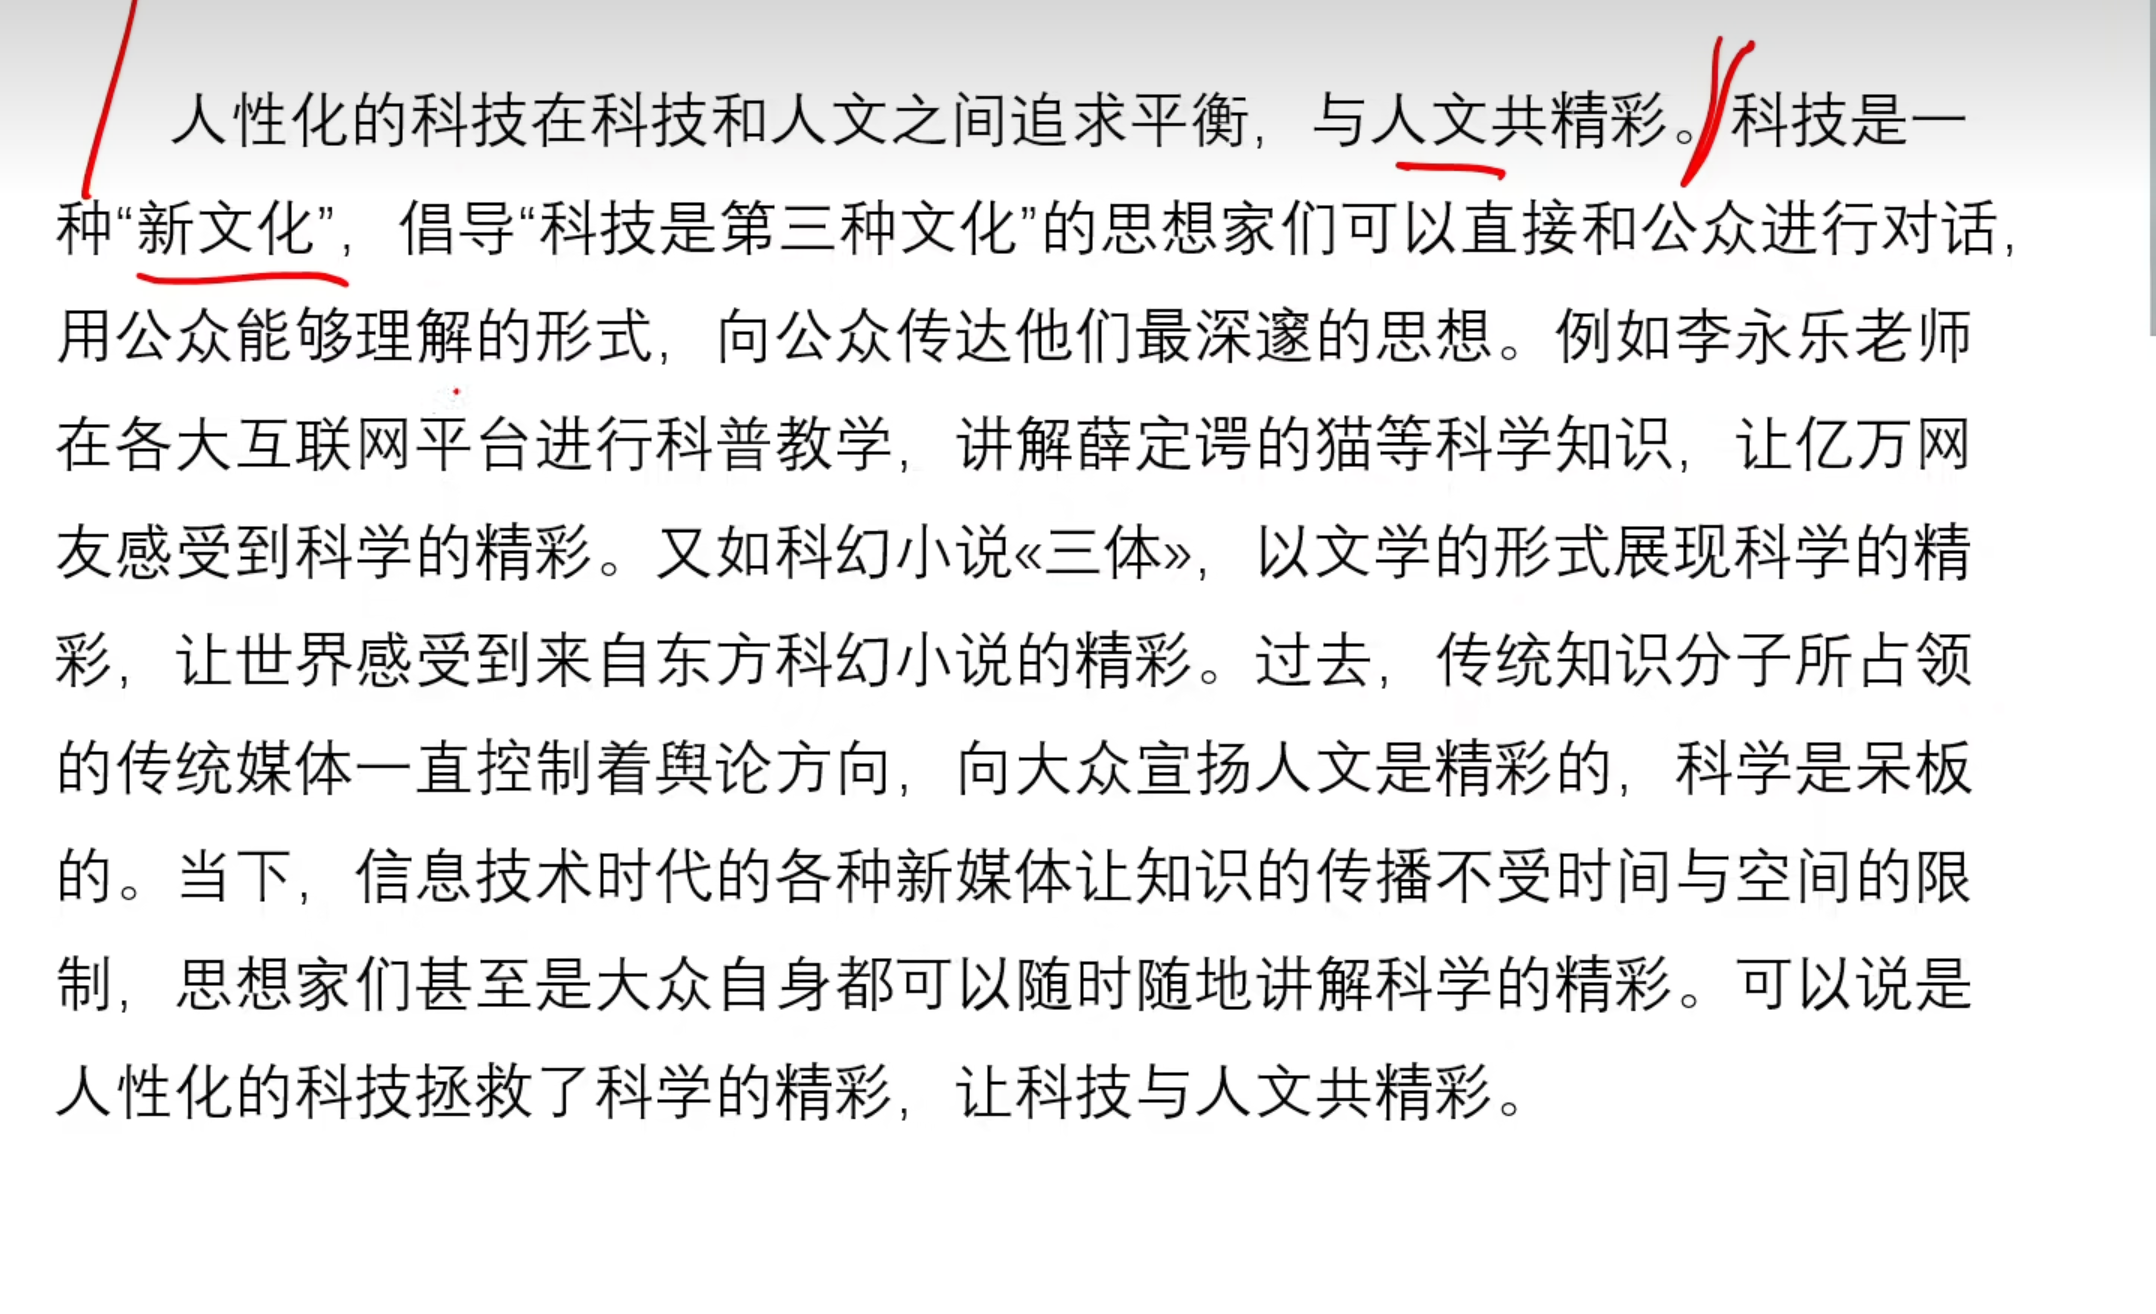 人性化的科技在科技和人文之间追求平衡，与人文共精彩。科技是一
种“新文化”，倡导“科技是第三种文化”的思想家们可以直接和公众进行对话，
用公众能够理解的形式，向公众传达他们最深邃的思想。例如李永乐老师
在各大互联网平台进行科普教学，讲解薛定谔的猫等科学知识，让亿万网
友感受到科学的精彩。又如科幻小说«三体»，以文学的形式展现科学的精
彩，让世界感受到来自东方科幻小说的精彩。过去，传统知识分子所占领
的传统媒体一直控制着舆论方向，向大众宣扬人文是精彩的，科学是呆板
的。当下，信息技术时代的各种新媒体让知识的传播不受时间与空间的限
制，思想家们甚至是大众自身都可以随时随地讲解科学的精彩。可以说是
人性化的科技拯救了科学的精彩，让科技与人文共精彩。